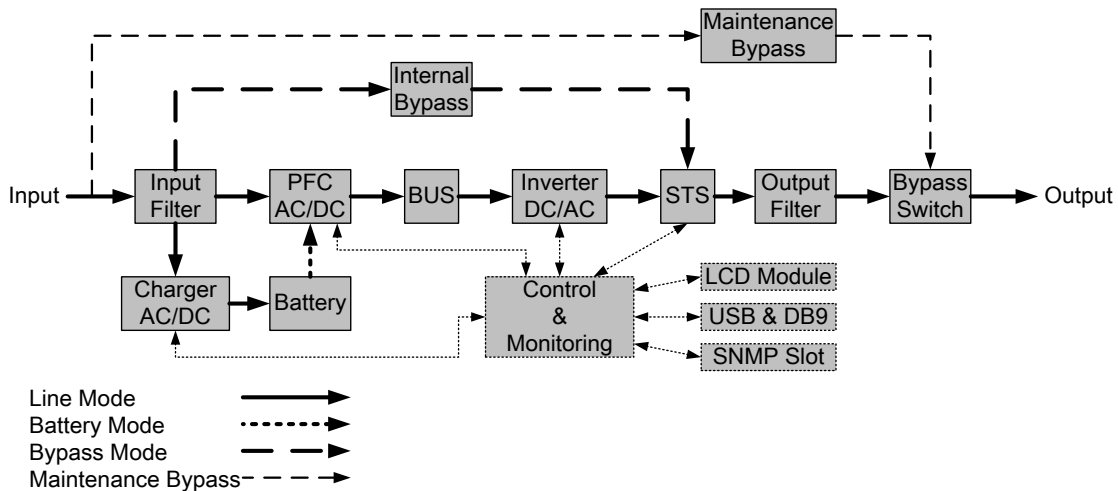 Maintenance
Bypass
Internal
Bypass
Input
Input
Filter
PFC
AC/DC
BUS
Inverter
DC/AC
STS
Output
Filter
Bypass
Switch
Output
Charger
AC/DC
Battery
Control
&
Monitoring
LCD Module
USB & DB9
SNMP Slot
Line Mode
Battery Mode
Bypass Mode
Maintenance Bypass